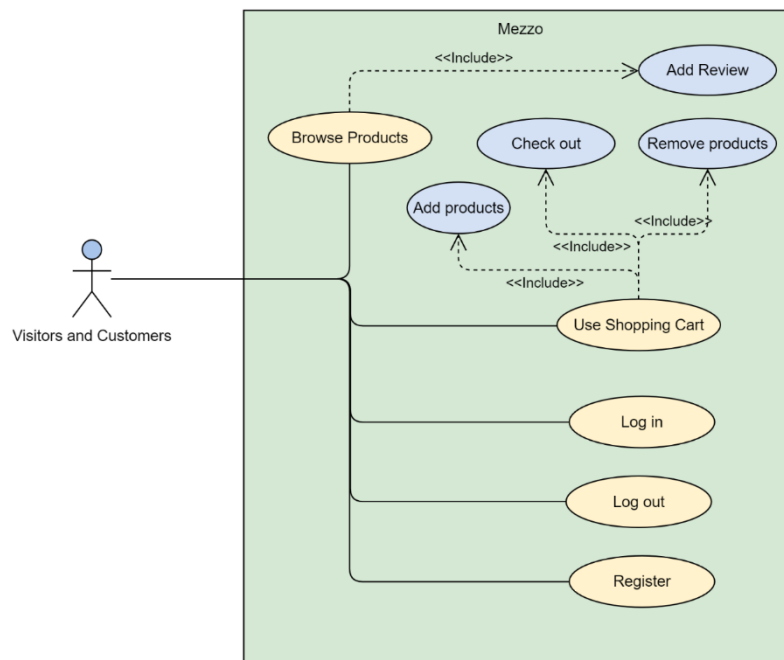 Mezzo
<<Include>>
Add Review
Browse Products
Check out
Remove products
Add products
<<Include>>
<<Include>>
<<Include>>
Use Shopping Cart
Visitors and Customers
Log in
Log out
Register